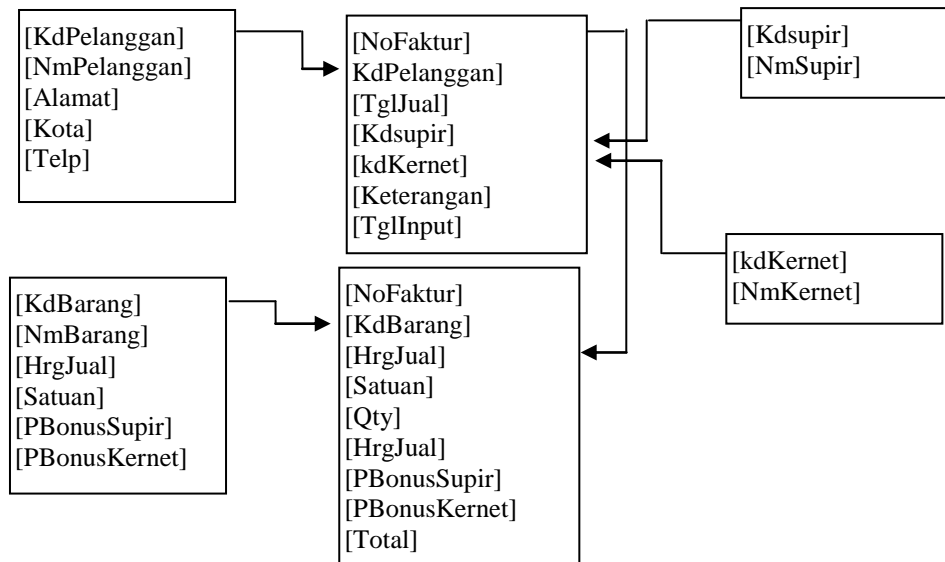 [KdPelanggan]
[NmPelanggan]
[Alamat]
[Kota]
[Telp]
[NoFaktur]
KdPelanggan]
[TglJual]
[Kdsupir]
[kdKernet]
[Keterangan]
[TglInput]
[Kdsupir]
[NmSupir]
[kdKernet]
[NmKernet]
[KdBarang]
[NmBarang]
[HrgJual]
[Satuan]
[PBonusSupir]
[PBonusKernet]
[NoFaktur]
[KdBarang]
[HrgJual]
[Satuan]
[Qty]
[HrgJual]
[PBonusSupir]
[PBonusKernet]
[Total]